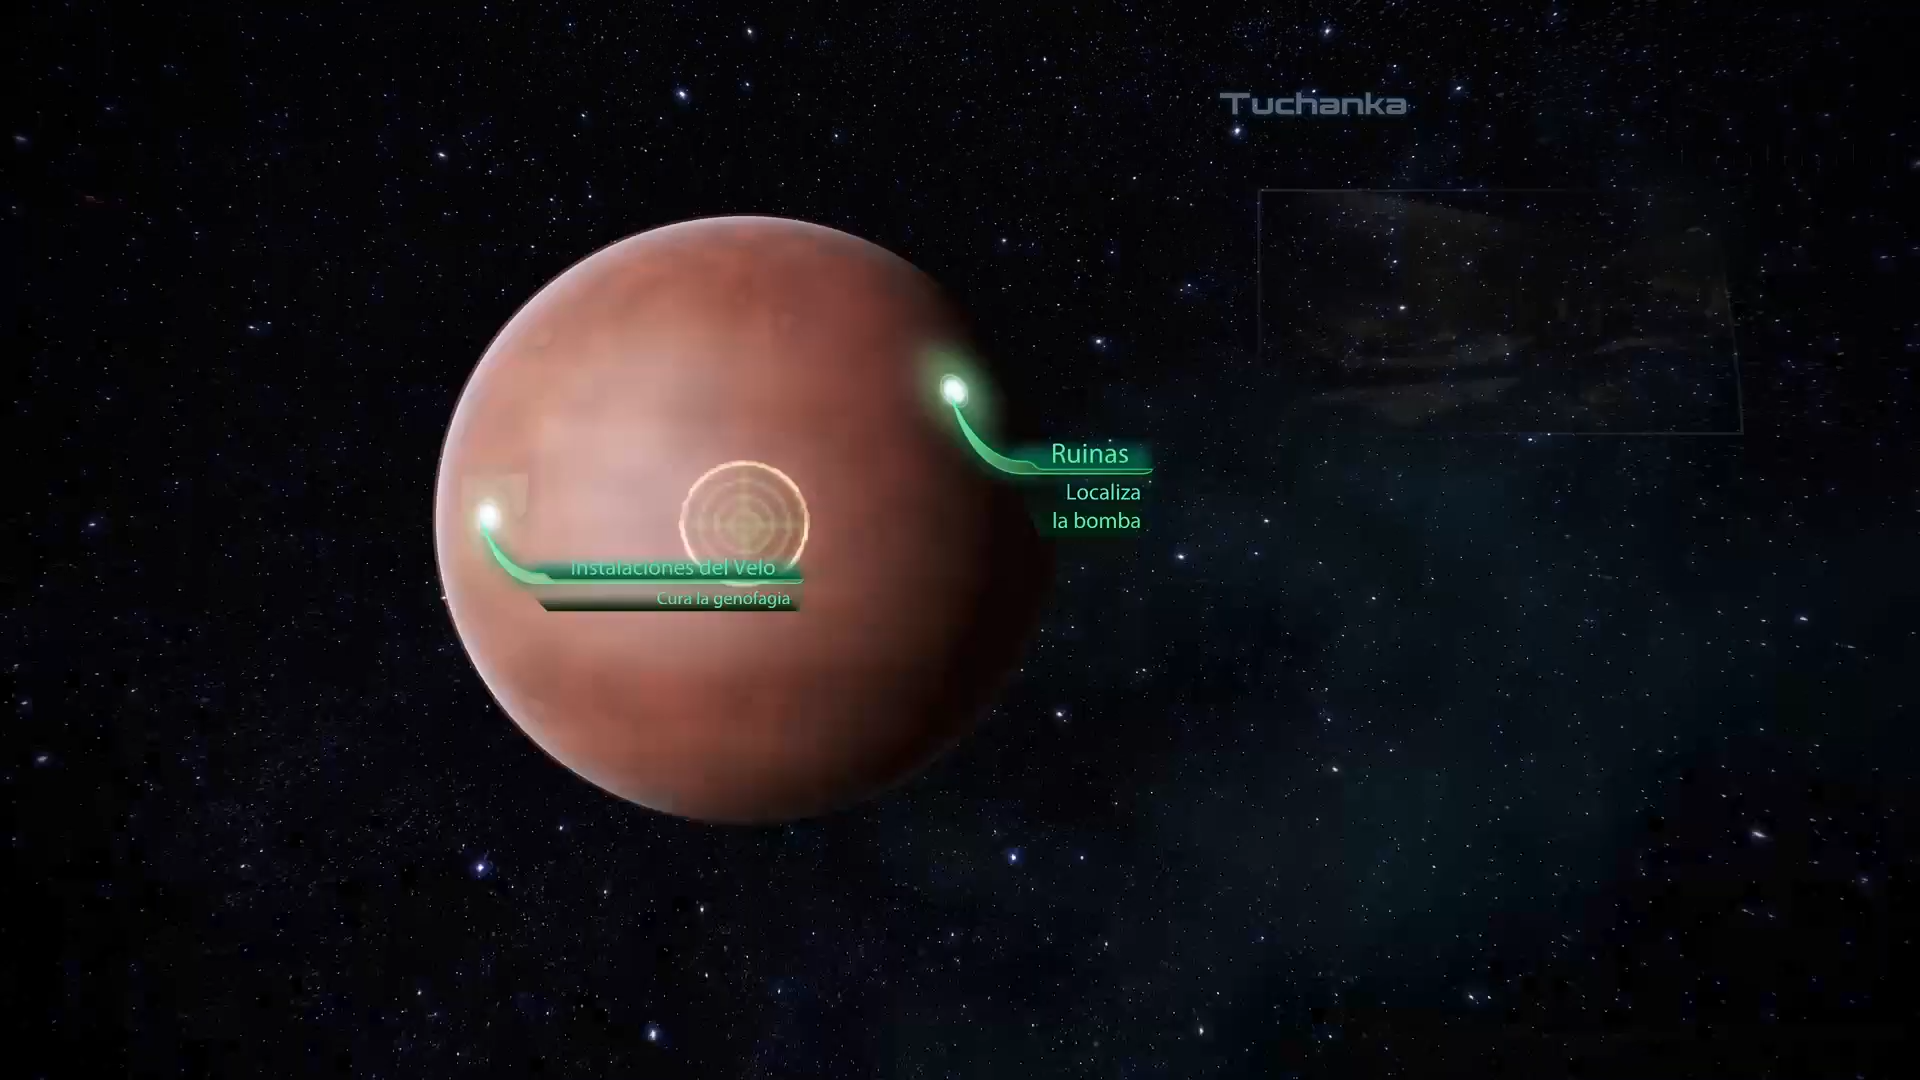 Tuchanka
Ruinas
Localiza
la bomba
Instalaciones del Velo
Cura la genofagia